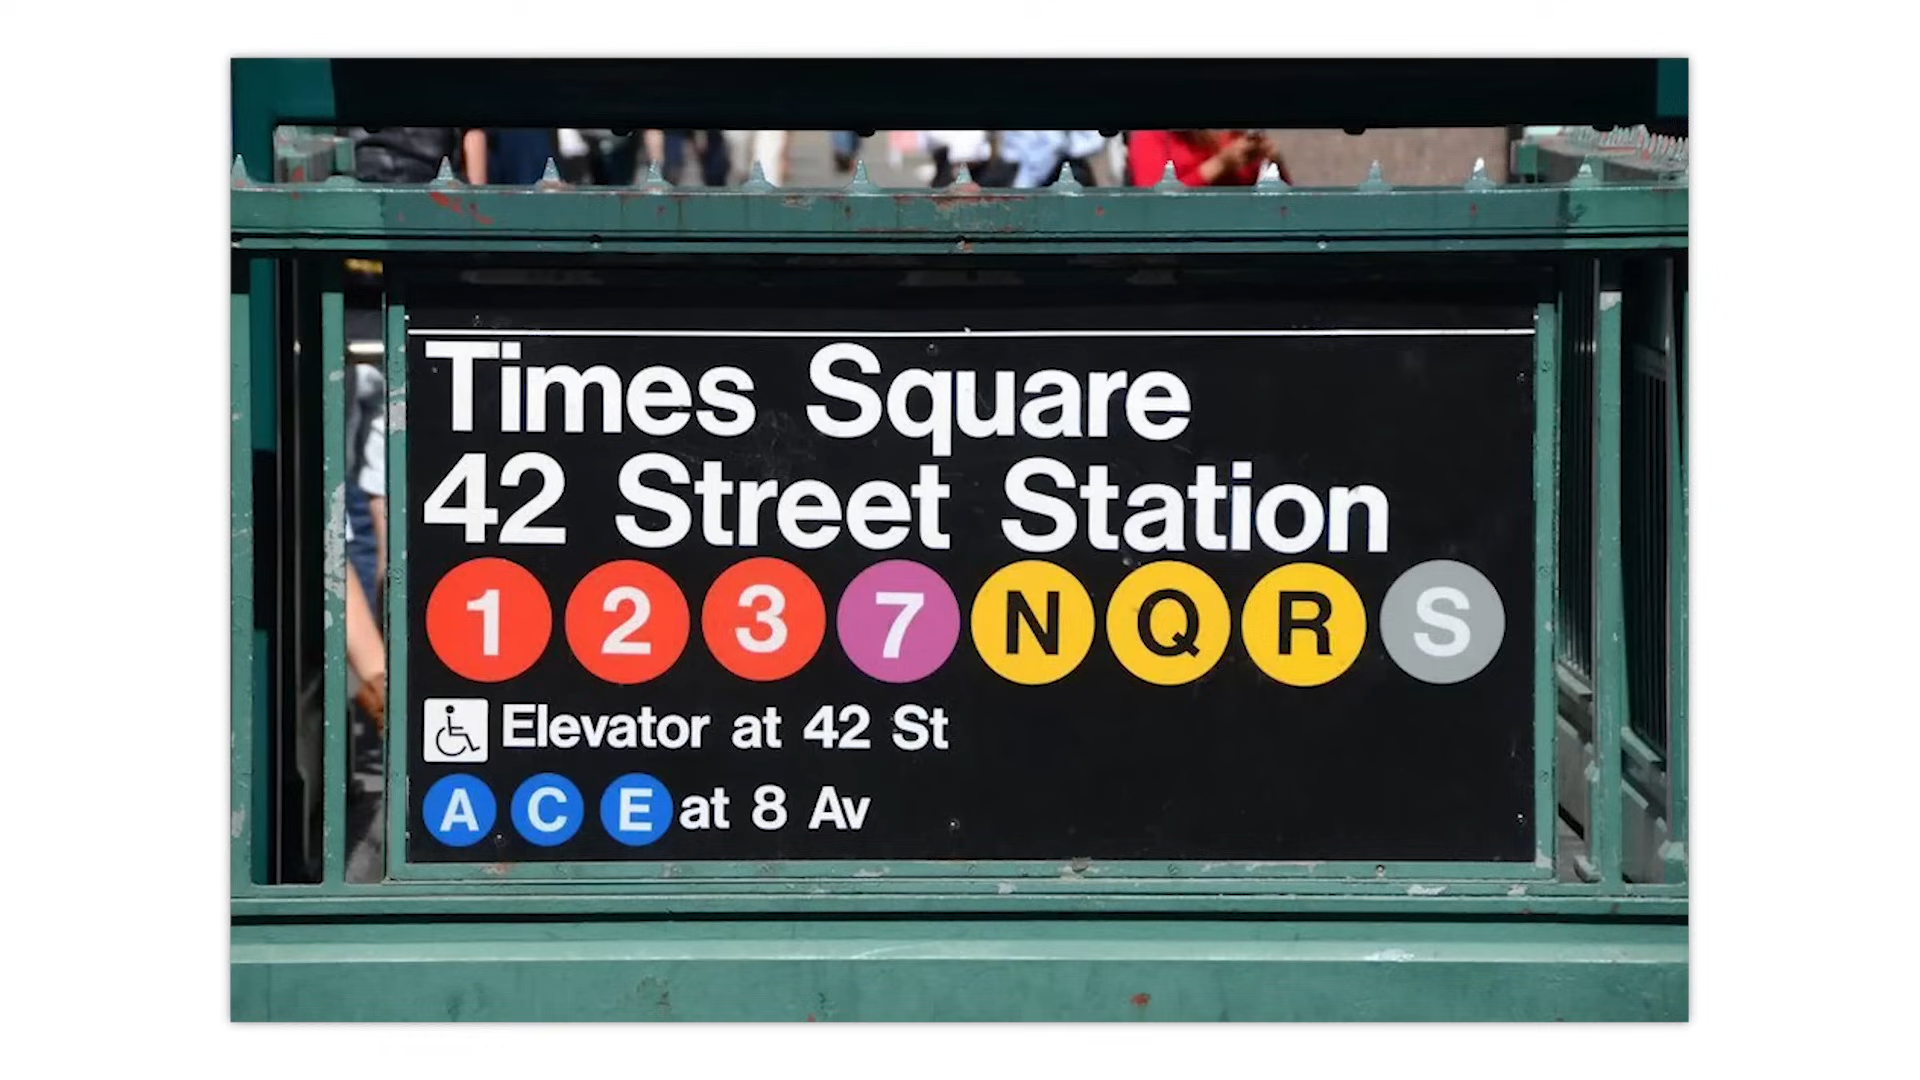 Times Square
42 Street Station
1 2 3 7 N Q R S
Elevator at 42 St
A C E at 8 Av